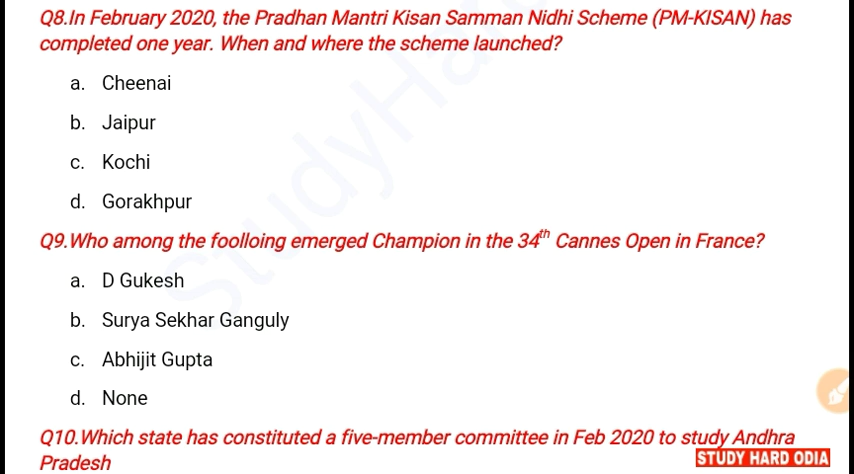 Q8.In February 2020, the Pradhan Mantri Kisan Samman Nidhi Scheme (PM-KISAN) has
completed one year. When and where the scheme launched?
a. Cheenai
b. Jaipur
c. Kochi
d. Gorakhpur
Q9.Who among the foolloing emerged Champion in the 34th Cannes Open in France?
a. D Gukesh
b. Surya Sekhar Ganguly
c. Abhijit Gupta
d. None
Q10.Which state has constituted a five-member committee in Feb 2020 to study Andhra
Pradesh
STUDY HARD ODIA